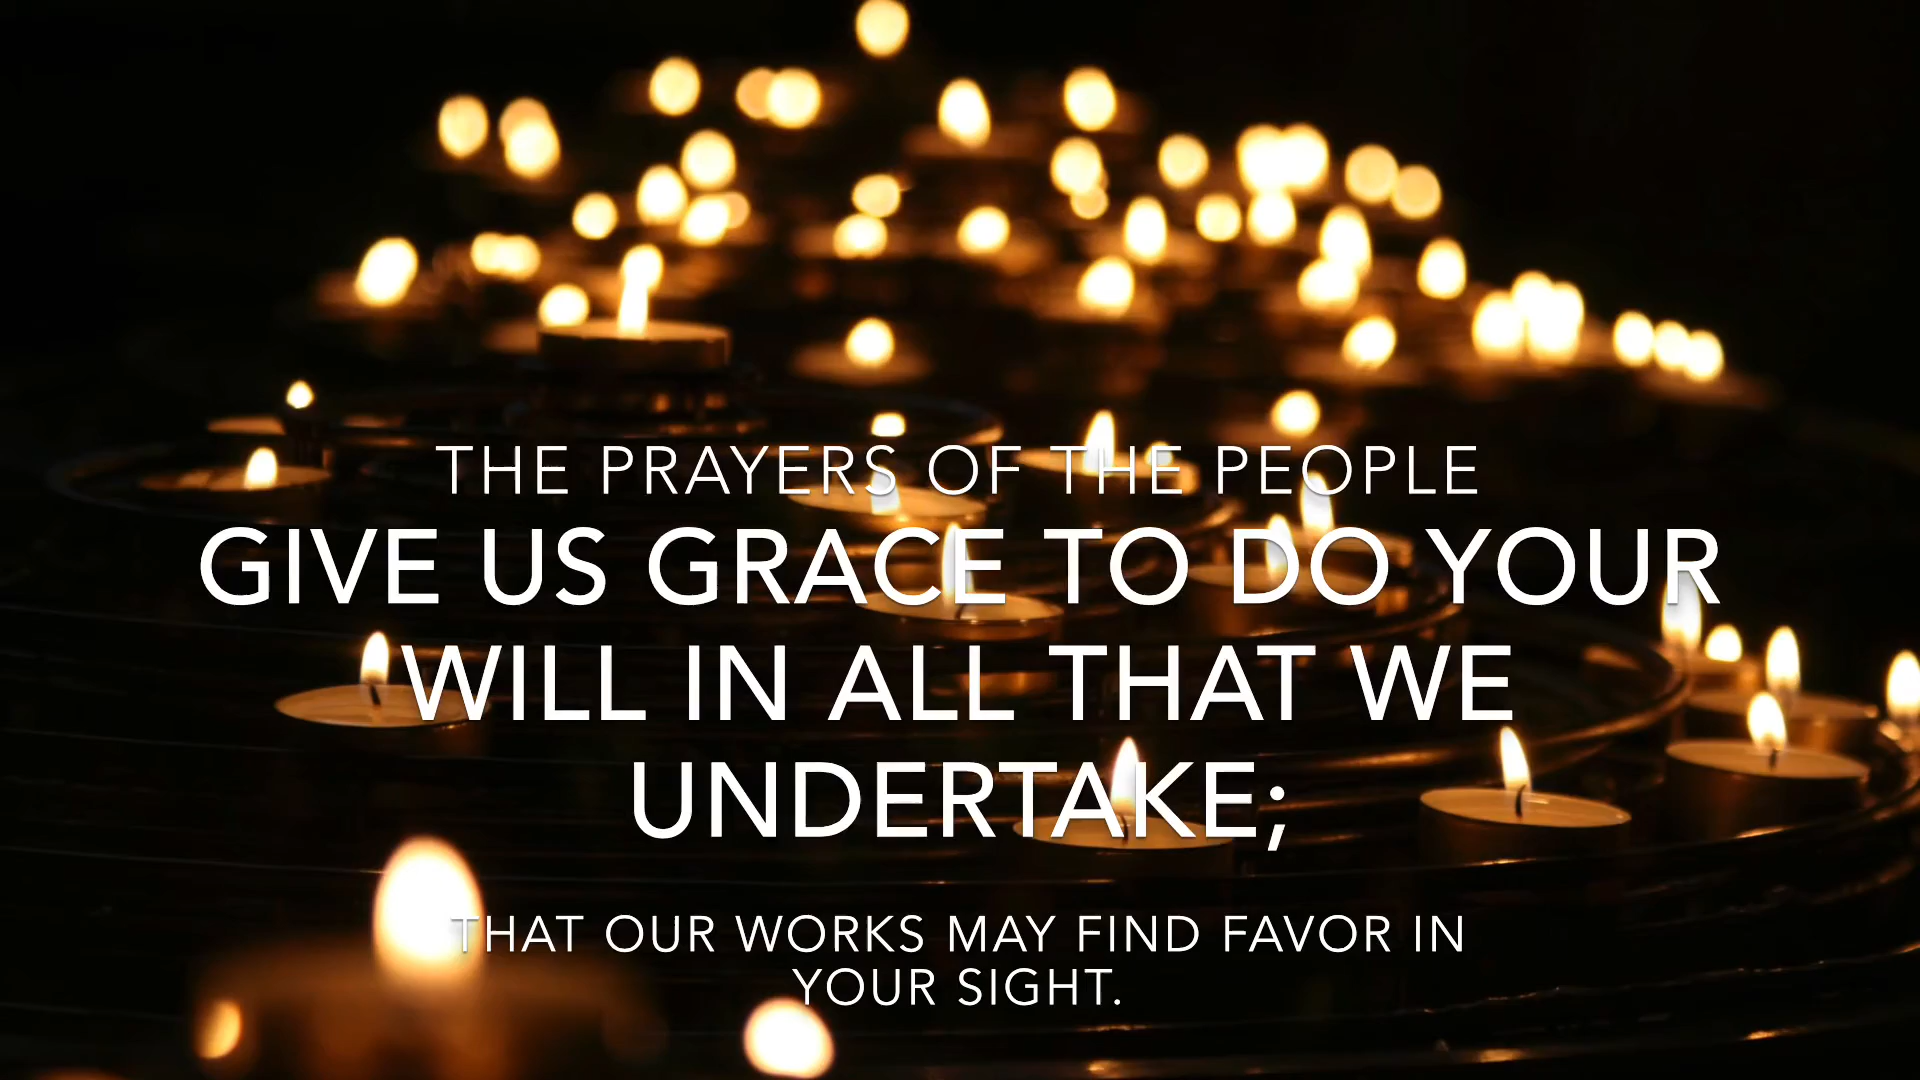 THE PRAYERS OF THE PEOPLE
GIVE US GRACE TO DO YOUR
WILL IN ALL THAT WE
UNDERTAKE;
THAT OUR WORKS MAY FIND FAVOR IN
YOUR SIGHT.